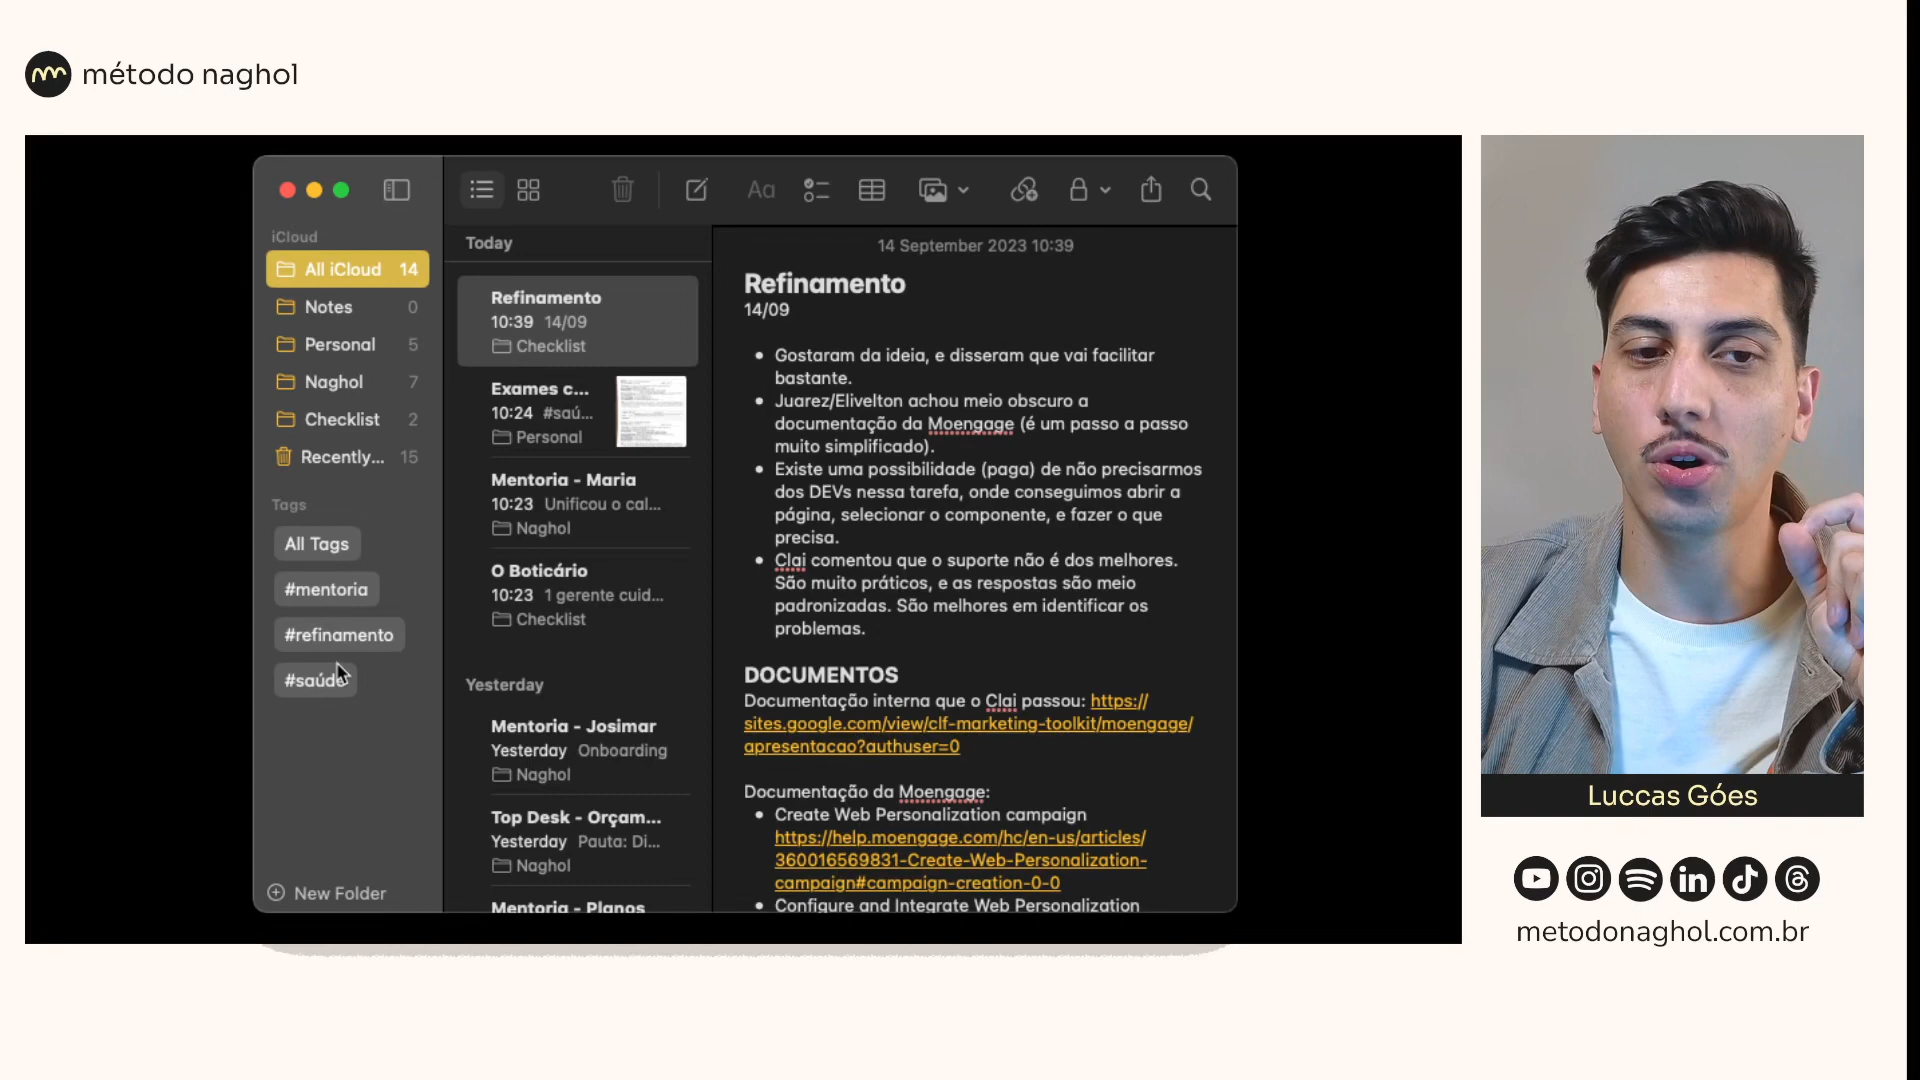 método naghol
iCloud
All iCloud 14
Notes 0
Personal 5
Naghol 7
Checklist 2
Recently... 15
Tags
All Tags
#mentoria
#refinamento
#saúde
New Folder
Today
Refinamento
10:39 14/09
Checklist
Exames c...
10:24 #saú...
Personal
Mentoria - Maria
10:23 Unificou o cal...
Naghol
O Boticário
10:23 1 gerente cuid...
Checklist
Yesterday
Mentoria - Josimar
Yesterday Onboarding
Naghol
Top Desk - Orçam...
Yesterday Pauta: Di...
Naghol
Mentoria - Planos
Aa
14 September 2023 10:39
Refinamento
14/09
• Gostaram da ideia, e disseram que vai facilitar
bastante.
• Juarez/Elivelton achou meio obscuro a
documentação da Moengage (é um passo a passo
muito simplificado).
• Existe uma possibilidade (paga) de não precisarmos
dos DEVs nessa tarefa, onde conseguimos abrir a
página, selecionar o componente, e fazer o que
precisa.
• Clai comentou que o suporte não é dos melhores.
São muito práticos, e as respostas são meio
padronizadas. São melhores em identificar os
problemas.
DOCUMENTOS
Documentação interna que o Clai passou: https://
sites.google.com/view/clf-marketing-toolkit/moengage/
apresentacao?authuser=0
Documentação da Moengage:
• Create Web Personalization campaign
https://help.moengage.com/hc/en-us/articles/
360016569831-Create-Web-Personalization-
campaign#campaign-creation-0-0
• Configure and Integrate Web Personalization
Luccas Góes
in
metodonaghol.com.br